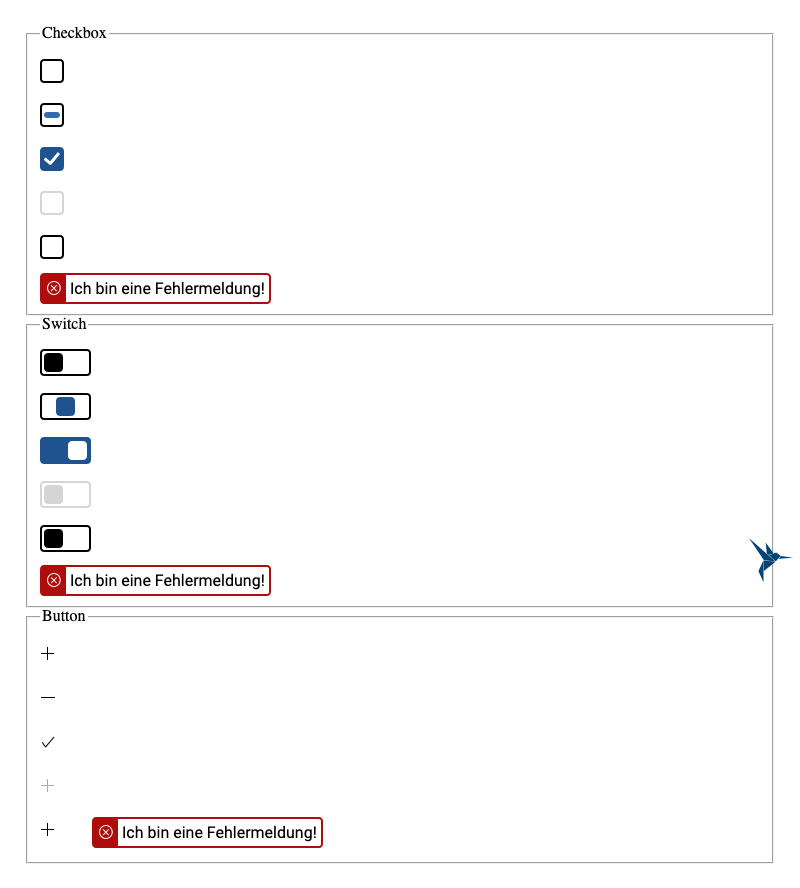 Checkbox
Ich bin eine Fehlermeldung!
Switch
Ich bin eine Fehlermeldung!
Button
Ich bin eine Fehlermeldung!